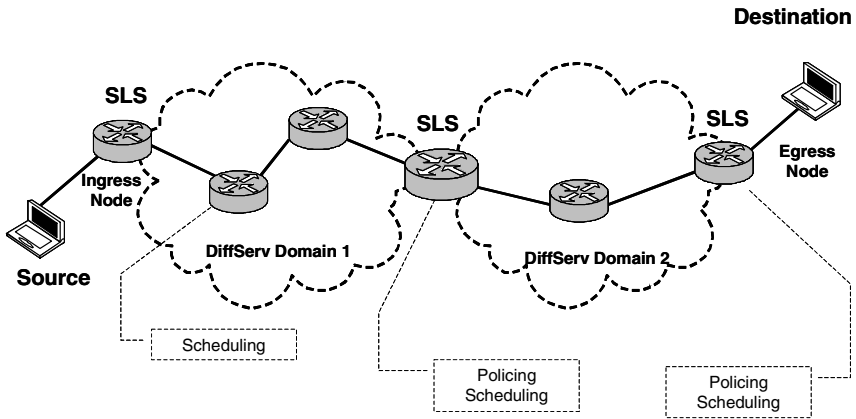 Destination
SLS
SLS
SLS
Ingress
Node
Egress
Node
DiffServ Domain 1
DiffServ Domain 2
Source
Scheduling
Policing
Scheduling
Policing
Scheduling